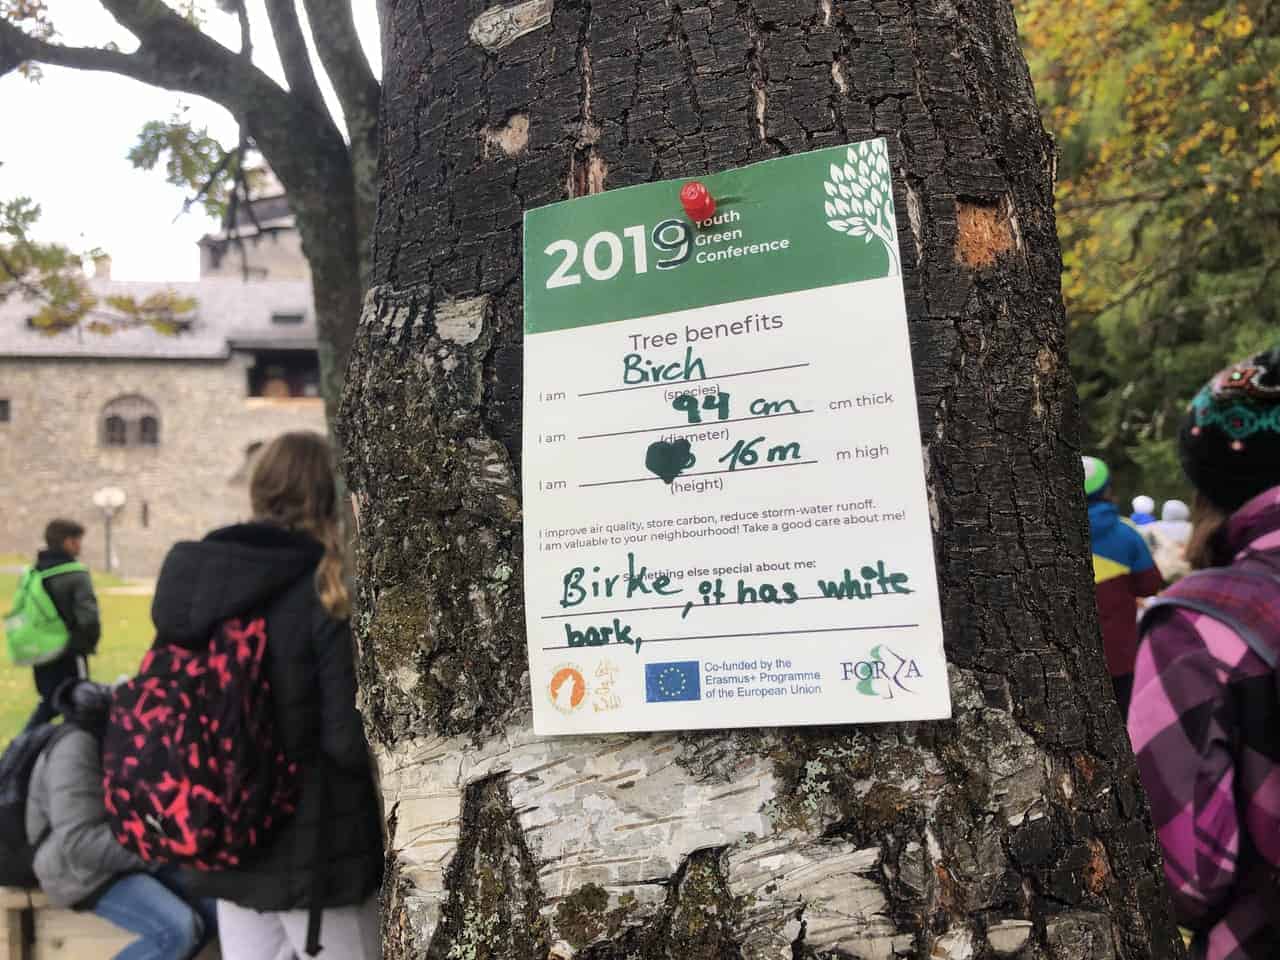 2019 Youth
Green
Conference
Tree benefits
I am Birch
(species)
I am 94 cm cm thick
(diameter)
I am 16 m m high
(height)
I improve air quality, store carbon, reduce storm-water runoff.
I am valuable to your neighbourhood! Take a good care about me!
Something else special about me:
Birke, it has white
bark,
Co-funded by the
Erasmus+ Programme
of the European Union
FORZA